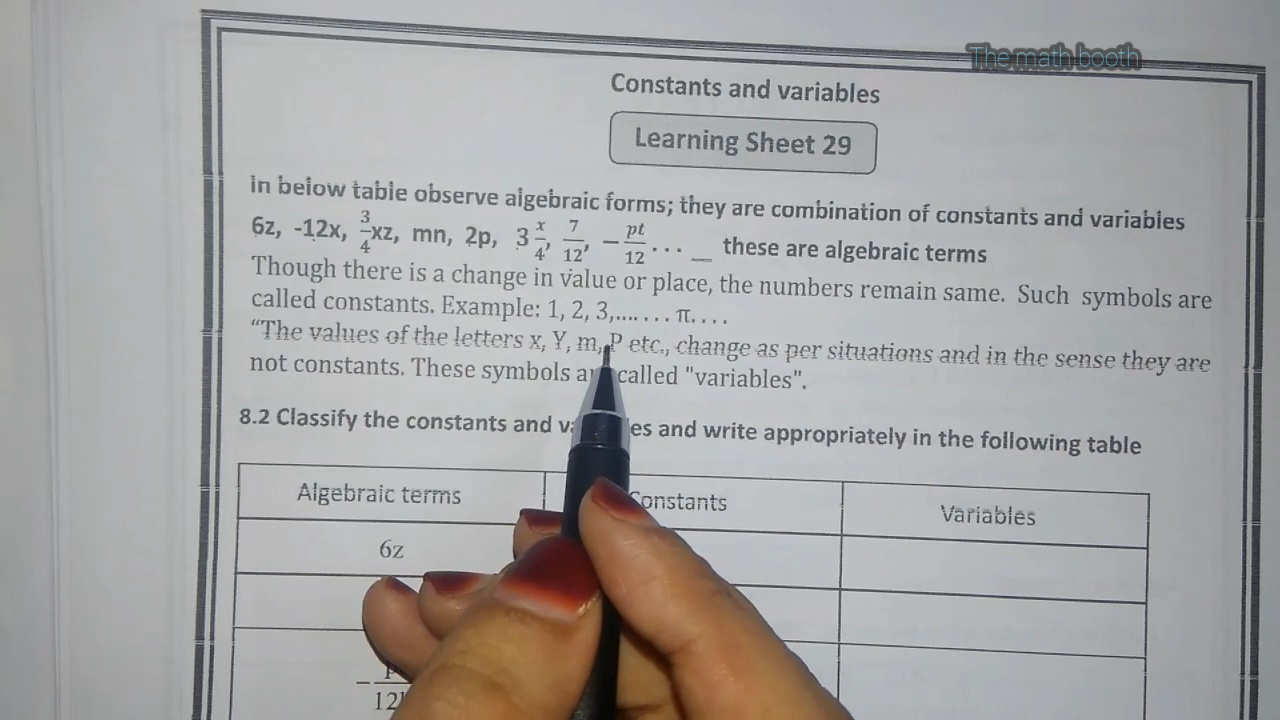 The math booth
Constants and variables
Learning Sheet 29
in below table observe algebraic forms; they are combination of constants and variables
6z, -12x, 3/4 xz, mn, 2p, 3 x/4, 7/12, - pt/12 ... _ these are algebraic terms
Though there is a change in value or place, the numbers remain same. Such symbols are
called constants. Example: 1, 2, 3,....... π....
"The values of the letters x, Y, m, P etc., change as per situations and in the sense they are
not constants. These symbols called "variables".
8.2 Classify the constants and and write appropriately in the following table
Algebraic terms Constants Variables
6z